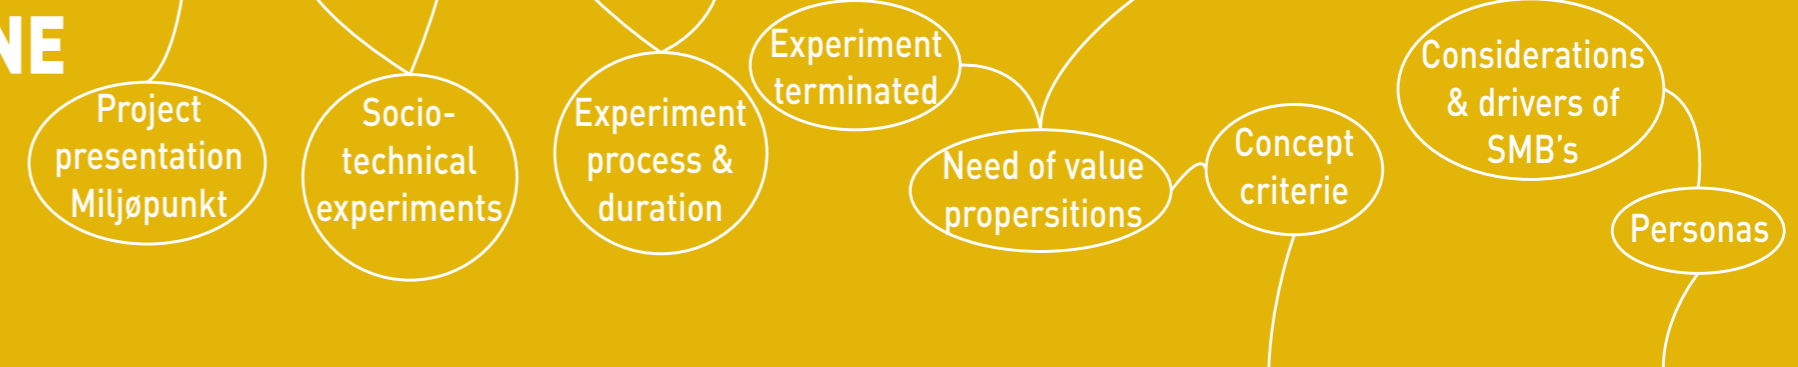 NE
Project
presentation
Miljøpunkt
Socio-
technical
experiments
Experiment
process &
duration
Experiment
terminated
Need of value
propersitions
Concept
criterie
Considerations
& drivers of
SMB's
Personas